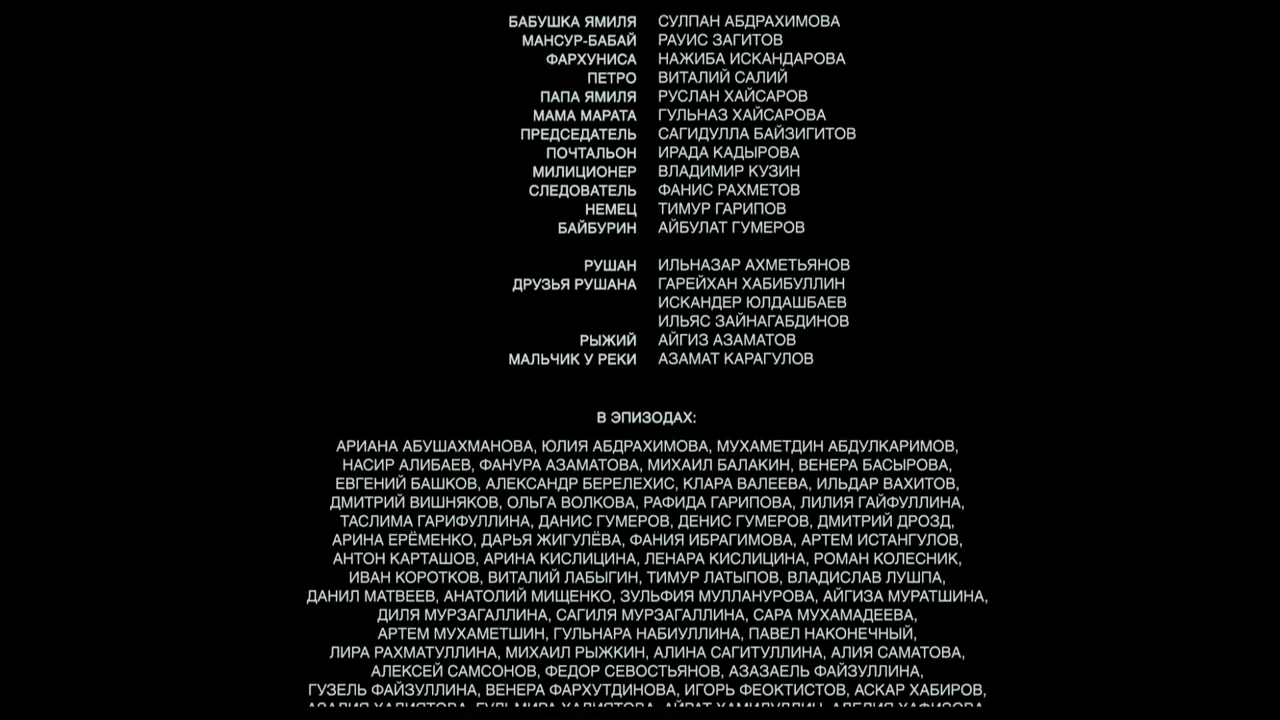 БАБУШКА ЯМИЛЯ СУЛПАН АБДРАХИМОВА
МАНСУР-БАБАЙ РАУИС ЗАГИТОВ
ФАРХУНИСА НАЖИБА ИСКАНДАРОВА
ПЕТРО ВИТАЛИЙ САЛИЙ
ПАПА ЯМИЛЯ РУСЛАН ХАЙСАРОВ
МАМА МАРАТА ГУЛЬНАЗ ХАЙСАРОВА
ПРЕДСЕДАТЕЛЬ САГИДУЛЛА БАЙЗИГИТОВ
ПОЧТАЛЬОН ИРАДА КАДЫРОВА
МИЛИЦИОНЕР ВЛАДИМИР КУЗИН
СЛЕДОВАТЕЛЬ ФАНИС РАХМЕТОВ
НЕМЕЦ ТИМУР ГАРИПОВ
БАЙБУРИН АЙБУЛАТ ГУМЕРОВ
РУШАН ИЛЬНАЗАР АХМЕТЬЯНОВ
ДРУЗЬЯ РУШАНА ГАРЕЙХАН ХАБИБУЛЛИН
ИСКАНДЕР ЮЛДАШБАЕВ
ИЛЬЯС ЗАЙНАГАБДИНОВ
РЫЖИЙ АЙГИЗ АЗАМАТОВ
МАЛЬЧИК У РЕКИ АЗАМАТ КАРАГУЛОВ
В ЭПИЗОДАХ:
АРИАНА АБУШАХМАНОВА, ЮЛИЯ АБДРАХИМОВА, МУХАМЕТДИН АБДУЛКАРИМОВ,
НАСИР АЛИБАЕВ, ФАНУРА АЗАМАТОВА, МИХАИЛ БАЛАКИН, ВЕНЕРА БАСЫРОВА,
ЕВГЕНИЙ БАШКОВ, АЛЕКСАНДР БЕРЕЛЕХИС, КЛАРА ВАЛЕЕВА, ИЛЬДАР ВАХИТОВ,
ДМИТРИЙ ВИШНЯКОВ, ОЛЬГА ВОЛКОВА, РАФИДА ГАРИПОВА, ЛИЛИЯ ГАЙФУЛЛИНА,
ТАСЛИМА ГАРИФУЛЛИНА, ДАНИС ГУМЕРОВ, ДЕНИС ГУМЕРОВ, ДМИТРИЙ ДРОЗД,
АРИНА ЕРЁМЕНКО, ДАРЬЯ ЖИГУЛЁВА, ФАНИЯ ИБРАГИМОВА, АРТЕМ ИСТАНГУЛОВ,
АНТОН КАРТАШОВ, АРИНА КИСЛИЦИНА, ЛЕНАРА КИСЛИЦИНА, РОМАН КОЛЕСНИК,
ИВАН КОРОТКОВ, ВИТАЛИЙ ЛАБЫГИН, ТИМУР ЛАТЫПОВ, ВЛАДИСЛАВ ЛУШПА,
ДАНИЛ МАТВЕЕВ, АНАТОЛИЙ МИЩЕНКО, ЗУЛЬФИЯ МУЛЛАНУРОВА, АЙГИЗА МУРАТШИНА,
ДИЛЯ МУРЗАГАЛЛИНА, САГИЛЯ МУРЗАГАЛЛИНА, САРА МУХАМАДЕЕВА,
АРТЕМ МУХАМЕТШИН, ГУЛЬНАРА НАБИУЛЛИНА, ПАВЕЛ НАКОНЕЧНЫЙ,
ЛИРА РАХМАТУЛЛИНА, МИХАИЛ РЫЖКИН, АЛИНА САГИТУЛЛИНА, АЛИЯ САМАТОВА,
АЛЕКСЕЙ САМСОНОВ, ФЕДОР СЕВОСТЬЯНОВ, АЗАЗАЕЛЬ ФАЙЗУЛЛИНА,
ГУЗЕЛЬ ФАЙЗУЛЛИНА, ВЕНЕРА ФАРХУТДИНОВА, ИГОРЬ ФЕОКТИСТОВ, АСКАР ХАБИРОВ,